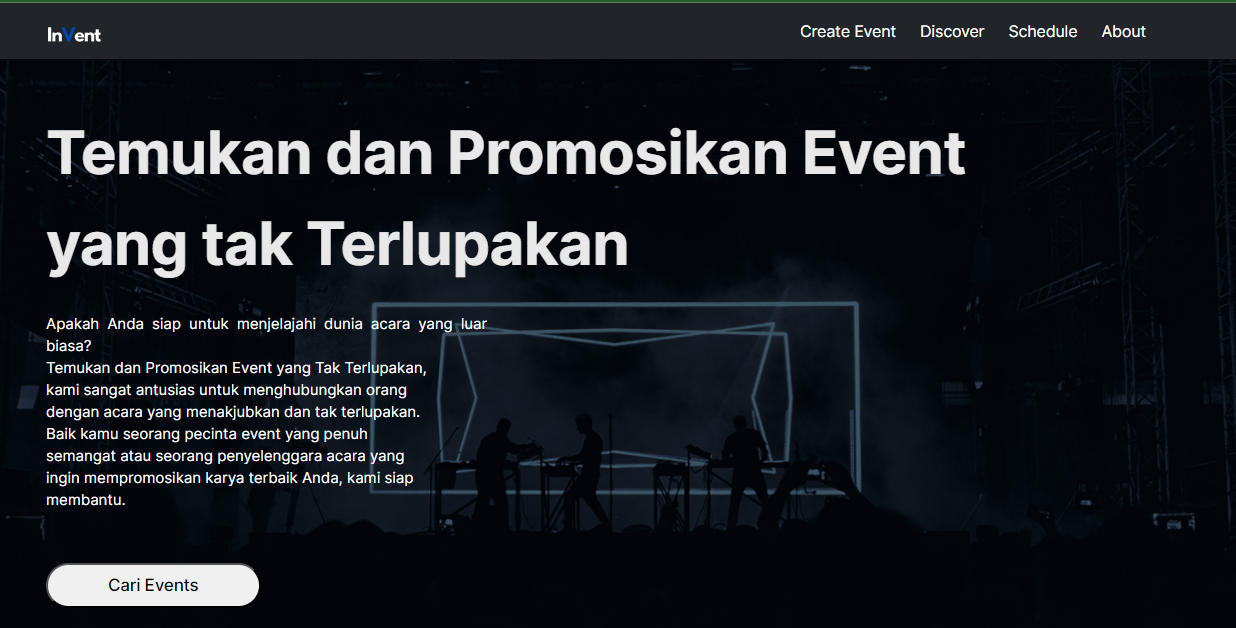 InVent
Create Event Discover Schedule About
Temukan dan Promosikan Event
yang tak Terlupakan
Apakah Anda siap untuk menjelajahi dunia acara yang luar
biasa?
Temukan dan Promosikan Event yang Tak Terlupakan,
kami sangat antusias untuk menghubungkan orang
dengan acara yang menakjubkan dan tak terlupakan.
Baik kamu seorang pecinta event yang penuh
semangat atau seorang penyelenggara acara yang
ingin mempromosikan karya terbaik Anda, kami siap
membantu.
Cari Events